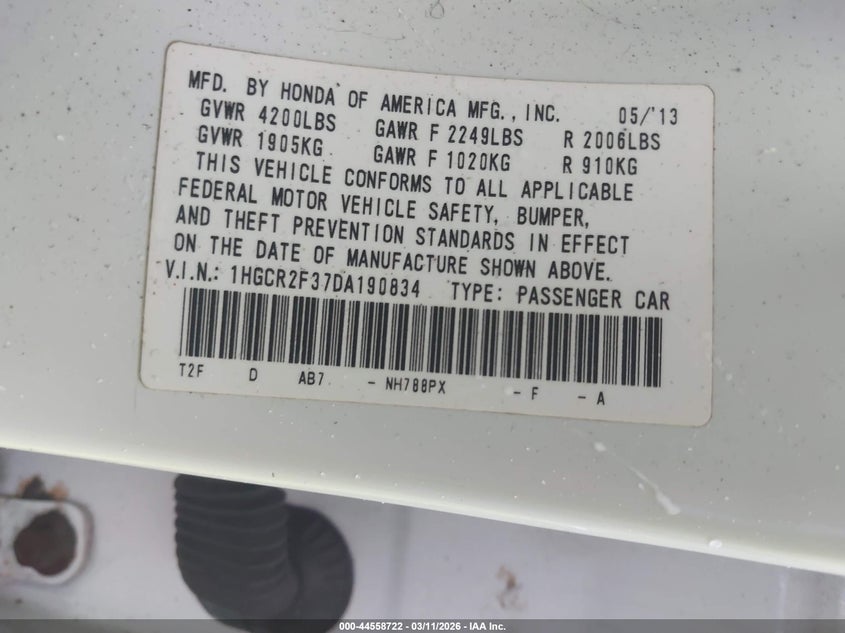 MFD. BY HONDA OF AMERICA MFG., INC. 05/'13
GVWR 4200LBS GAWR F 2249LBS R 2006LBS
GVWR 1905KG GAWR F 1020KG R 910KG
THIS VEHICLE CONFORMS TO ALL APPLICABLE
FEDERAL MOTOR VEHICLE SAFETY, BUMPER,
AND THEFT PREVENTION STANDARDS IN EFFECT
ON THE DATE OF MANUFACTURE SHOWN ABOVE.
V.I.N.: 1HGCR2F37DA190834 TYPE: PASSENGER CAR
T2F D AB7 - NH788PX - F - A
000-44558722 - 03/11/2026 - IAA Inc.